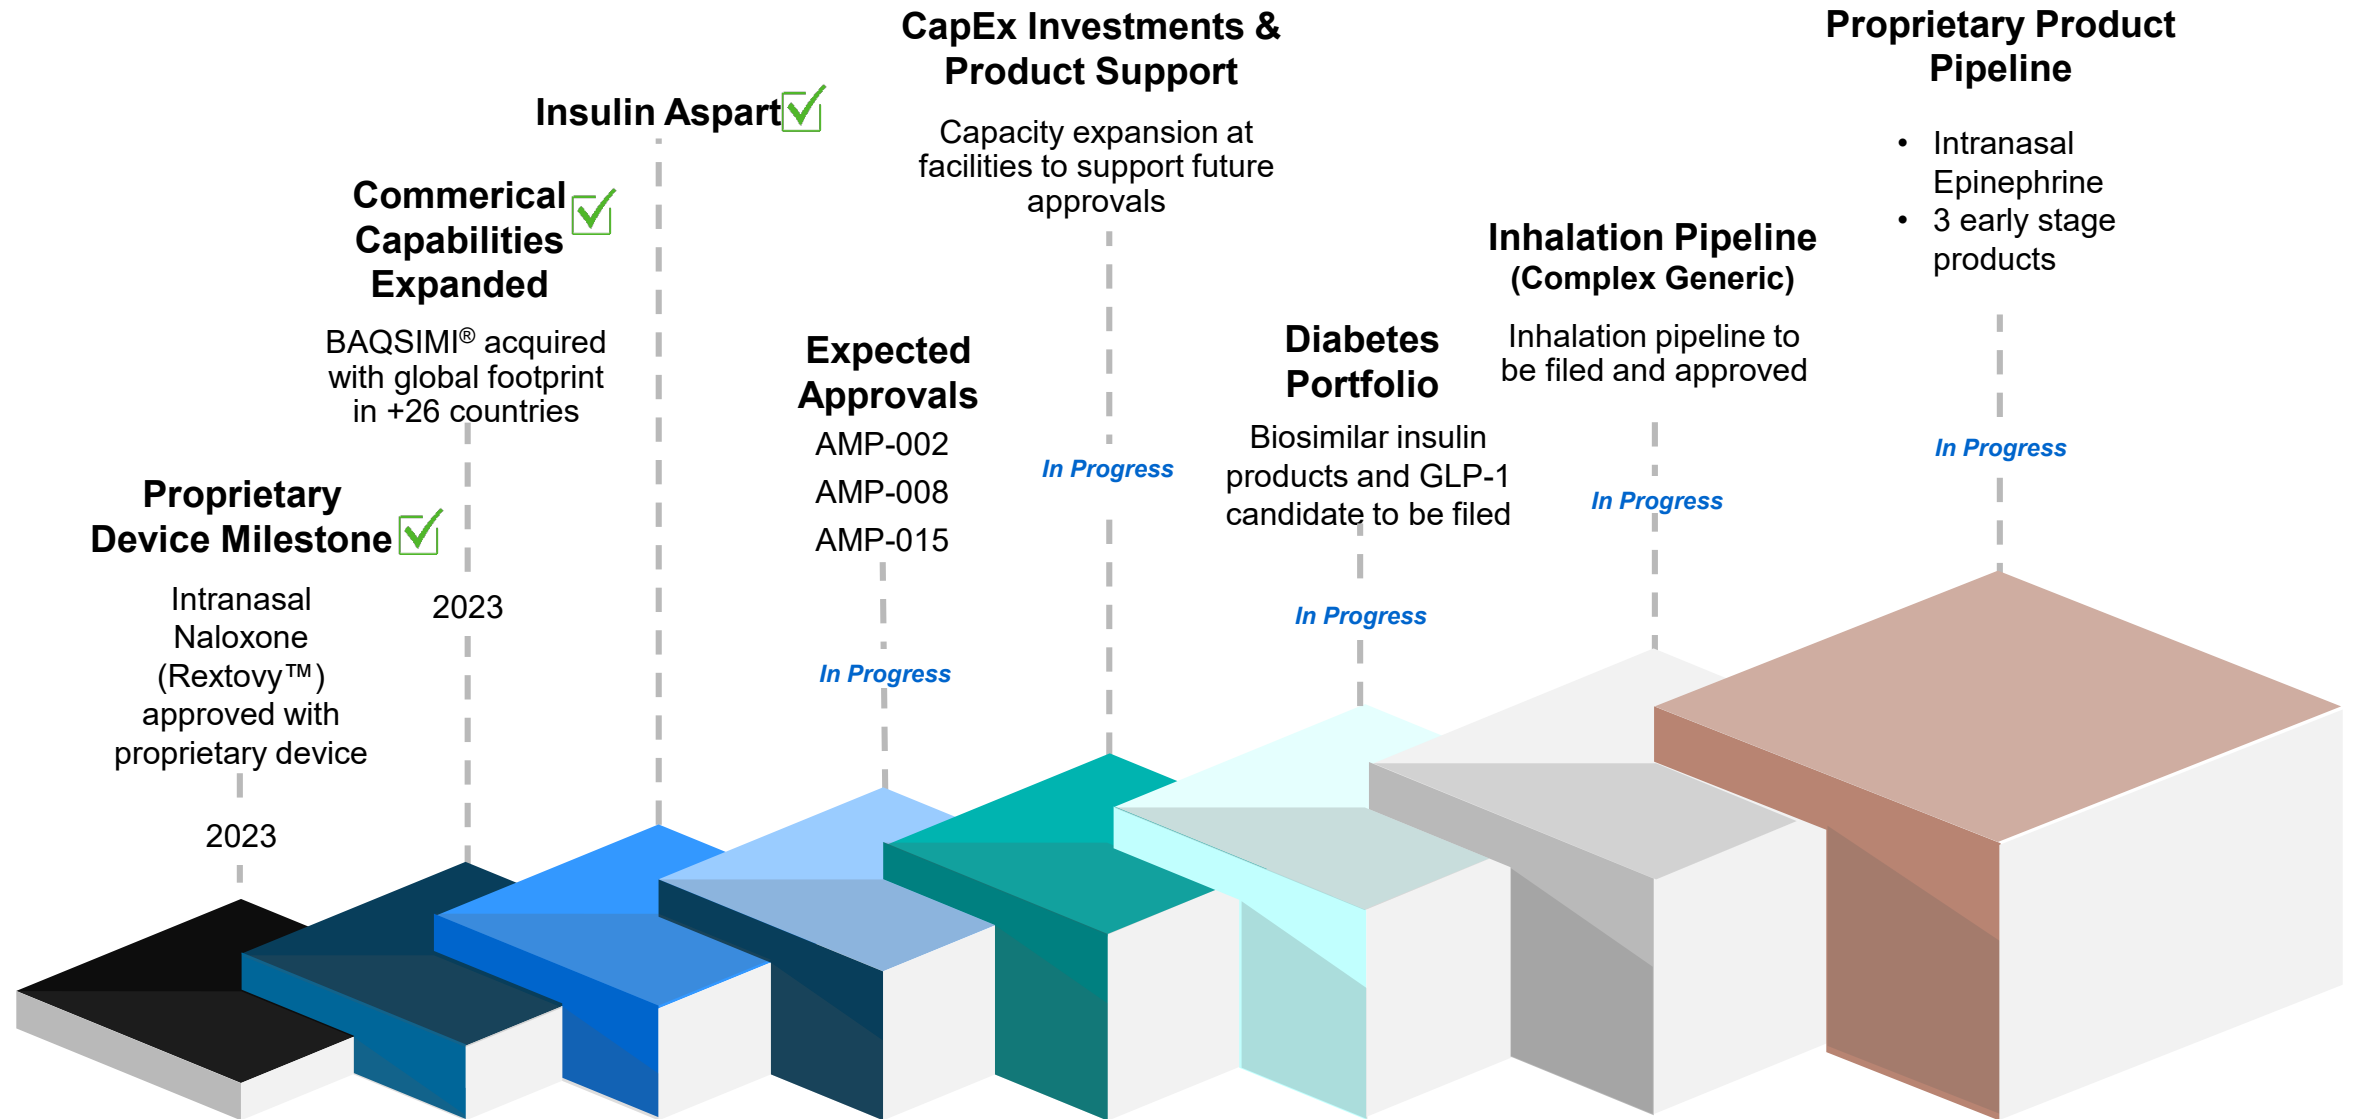 Proprietary
Device Milestone
Intranasal
Naloxone
(Rextovy™)
approved with
proprietary device
2023
Commerical
Capabilities
Expanded
BAQSIMI® acquired
with global footprint
in +26 countries
2023
Insulin Aspart
Expected
Approvals
AMP-002
AMP-008
AMP-015
In Progress
CapEx Investments &
Product Support
Capacity expansion at
facilities to support future
approvals
In Progress
Diabetes
Portfolio
Biosimilar insulin
products and GLP-1
candidate to be filed
In Progress
Inhalation Pipeline
(Complex Generic)
Inhalation pipeline to
be filed and approved
In Progress
Proprietary Product
Pipeline
• Intranasal
Epinephrine
• 3 early stage
products
In Progress